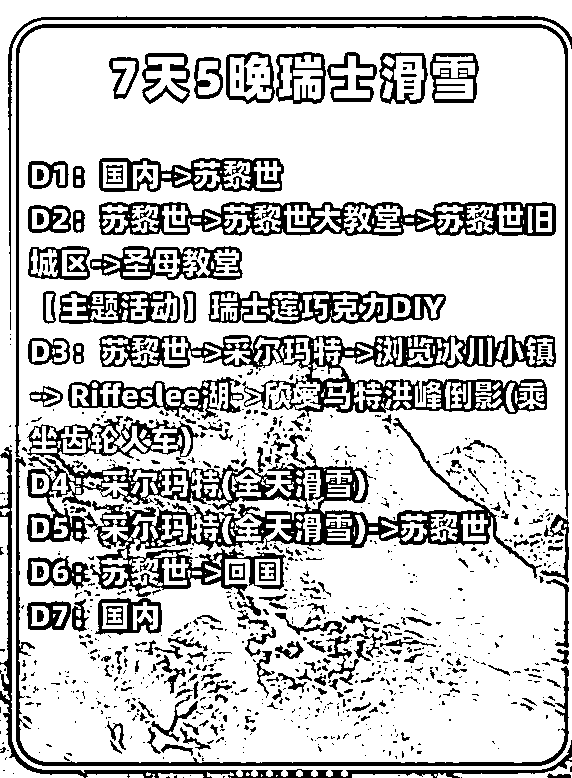 7天5晚瑞士滑雪
D1：国内->苏黎世
D2：苏黎世->苏黎世大教堂->苏黎世旧
城区->圣母教堂
【主题活动】瑞士莲巧克力DIY
D3：苏黎世->采尔玛特->浏览冰川小镇
-> Riffeslee湖->欣赏马特洪峰倒影(乘
坐齿轮火车)
D4：采尔玛特(全天滑雪)
D5：采尔玛特(全天滑雪)->苏黎世
D6：苏黎世->回国
D7：国内